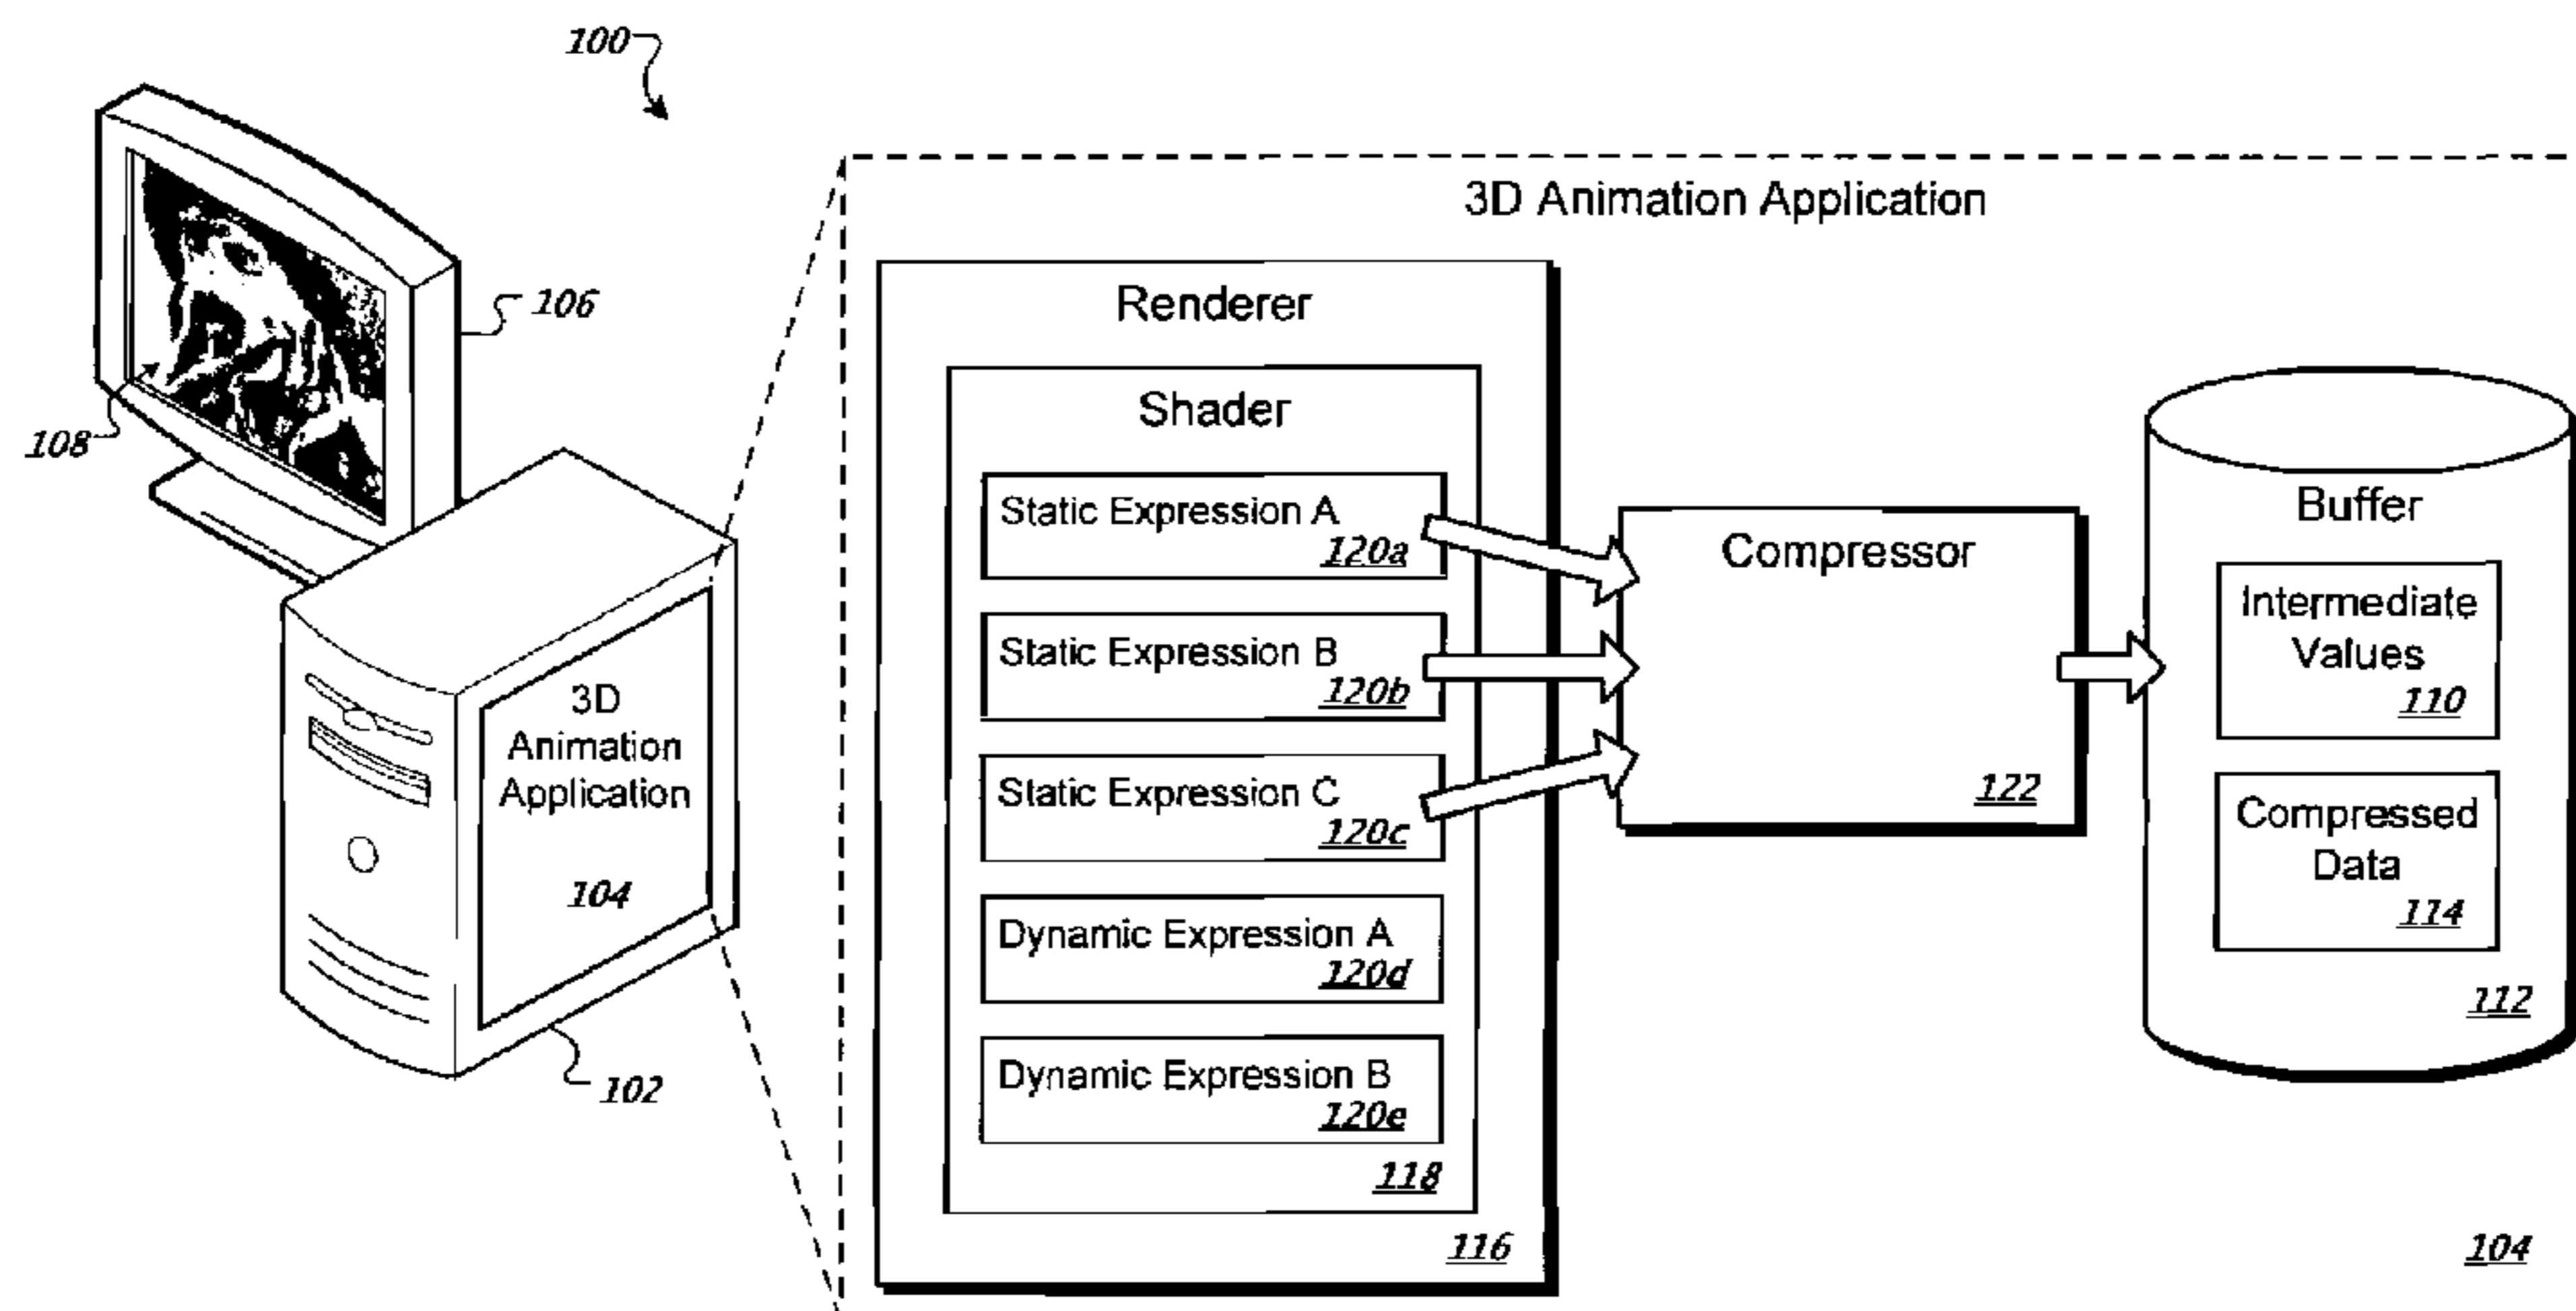 100
106
108
3D
Animation
Application
104
102
3D Animation Application
Renderer
Shader
Static Expression A
120a
Static Expression B
120b
Static Expression C
120c
Dynamic Expression A
120d
Dynamic Expression B
120e
118
116
Compressor
122
Buffer
Intermediate
Values
110
Compressed
Data
114
112
104